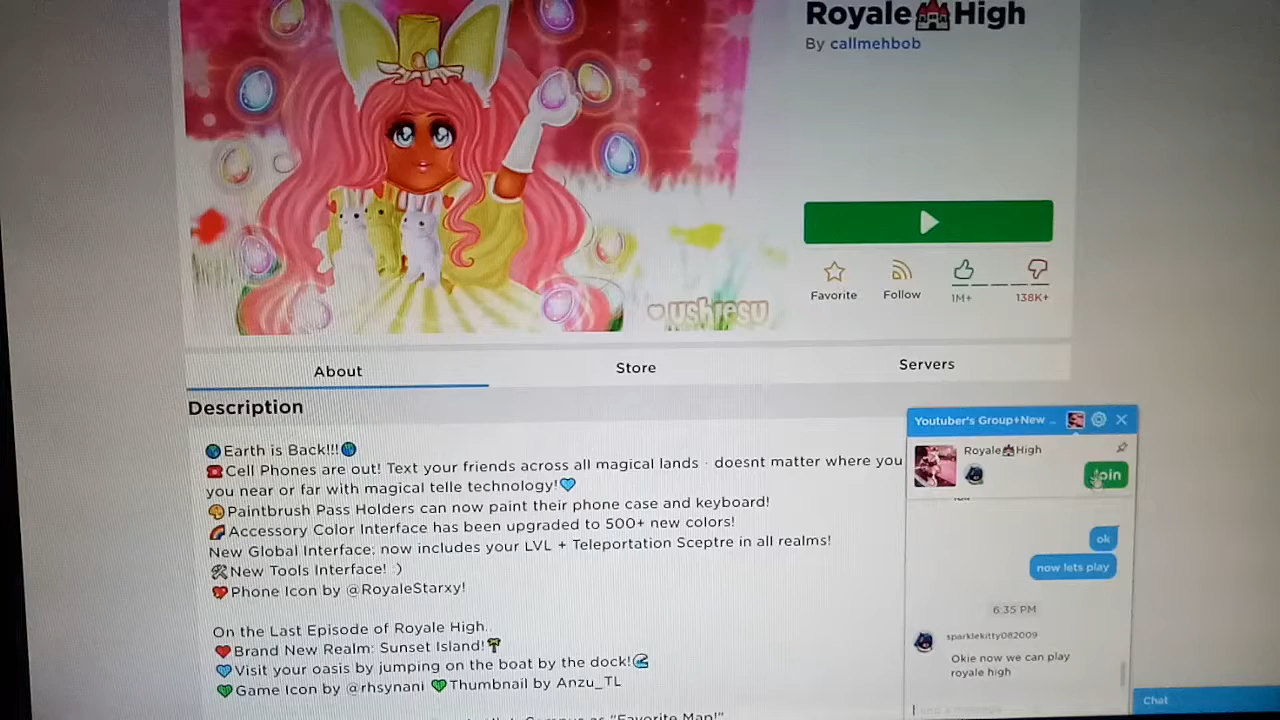 Royale🏰High
By callmehbob
Favorite
Follow
1M+
138K+
ushiesu
About
Store
Servers
Description
🌎Earth is Back!!!🌎
☎️Cell Phones are out! Text your friends across all magical lands - doesnt matter where you
you near or far with magical telle technology!💙
🎨Paintbrush Pass Holders can now paint their phone case and keyboard!
🌈Accessory Color Interface has been upgraded to 500+ new colors!
New Global Interface; now includes your LVL + Teleportation Sceptre in all realms!
🛠New Tools Interface! :)
💖Phone Icon by @RoyaleStarxy!
On the Last Episode of Royale High..
❤️Brand New Realm: Sunset Island!🌴
💙Visit your oasis by jumping on the boat by the dock!🌊
💚Game Icon by @rhsynani 💚Thumbnail by Anzu_TL
as "Favorite Man!"
Youtuber's Group+New ...
Royale🏰High
Join
ok
now lets play
6:35 PM
sparklekitty082009
Okie now we can play
royale high
Chat